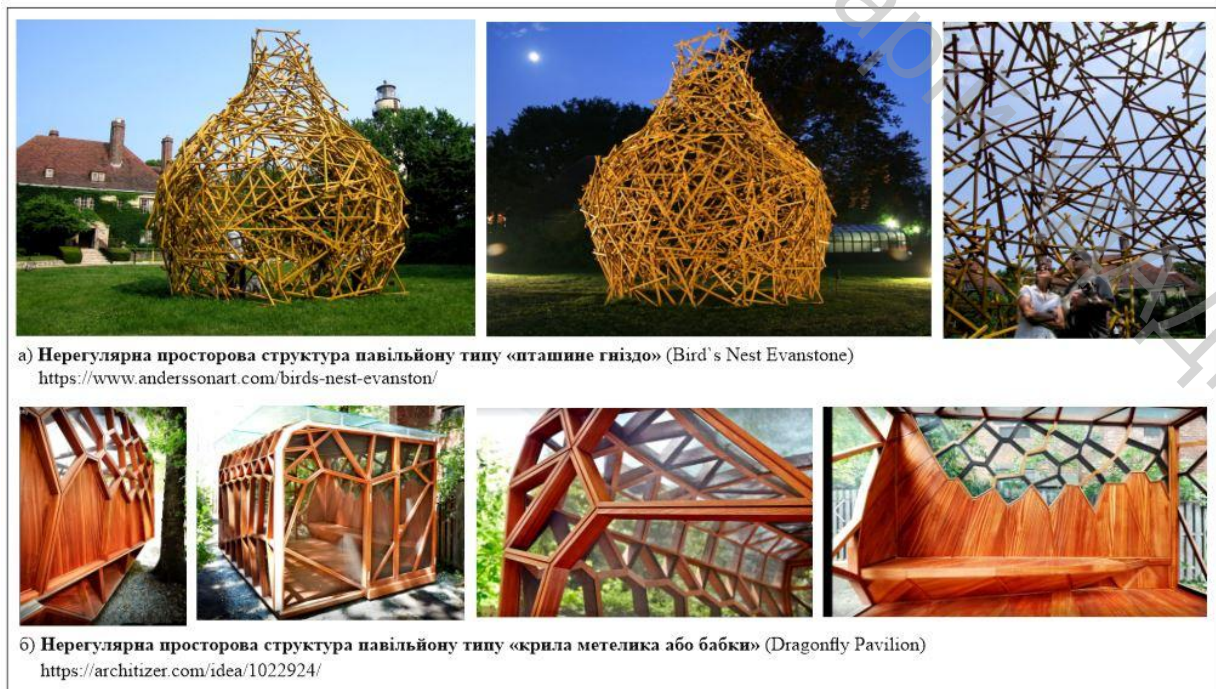 а) Нерегулярна просторова структура павільйону типу «пташине гніздо» (Bird`s Nest Evanstone)
https://www.anderssonart.com/birds-nest-evanston/
б) Нерегулярна просторова структура павільйону типу «крила метелика або бабки» (Dragonfly Pavilion)
https://architizer.com/idea/1022924/